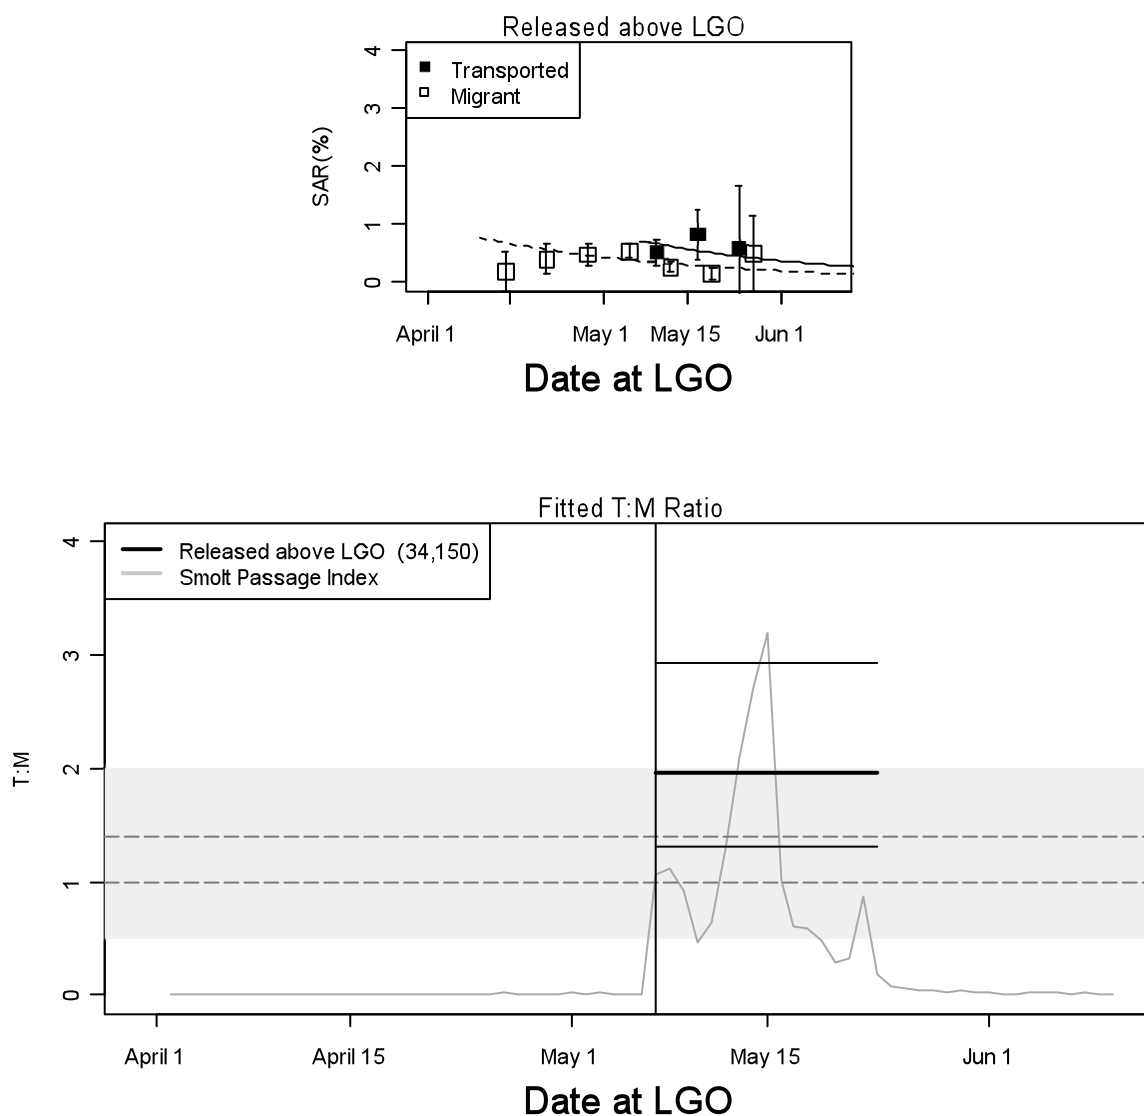 Released above LGO
Transported
Migrant
SAR(%)
4
3
2
1
0
April 1
May 1
May 15
Jun 1
Date at LGO
Fitted T:M Ratio
Released above LGO (34,150)
Smolt Passage Index
T:M
4
3
2
1
0
April 1
April 15
May 1
May 15
Jun 1
Date at LGO